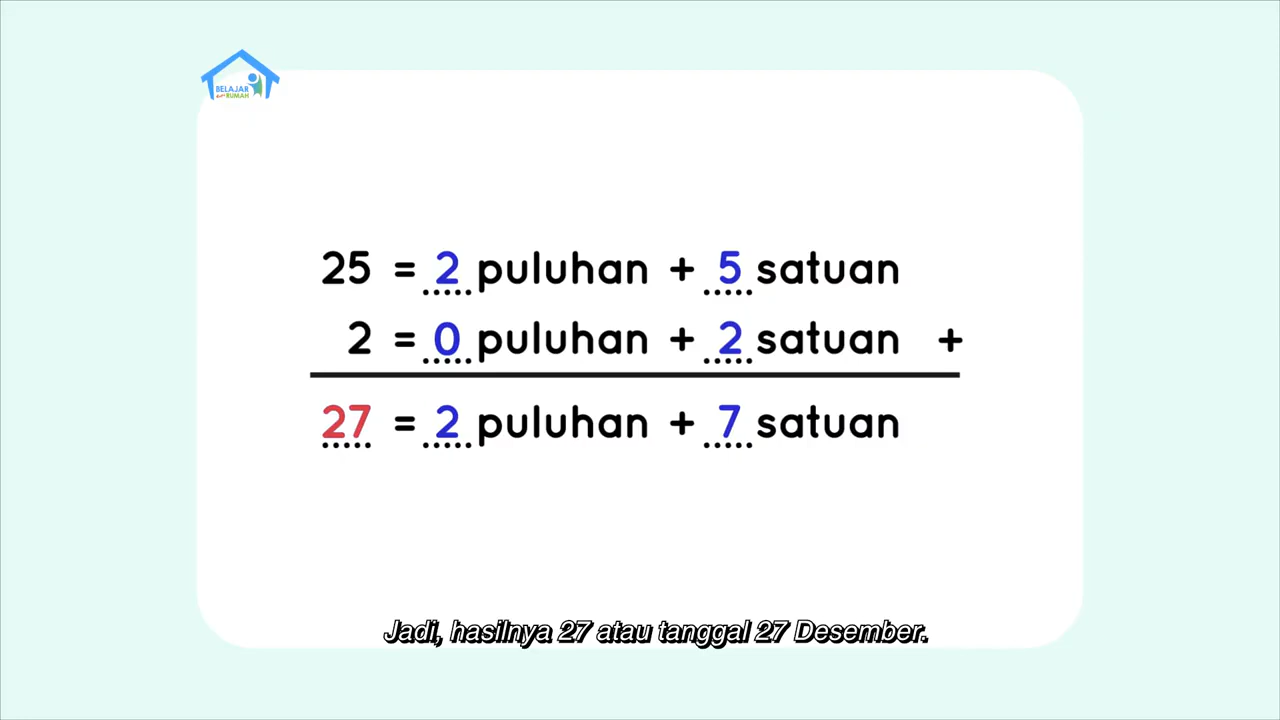 BELAJAR
dari RUMAH
25 = 2 puluhan + 5 satuan
2 = 0 puluhan + 2 satuan +
27 = 2 puluhan + 7 satuan
Jadi, hasilnya 27 atau tanggal 27 Desember.